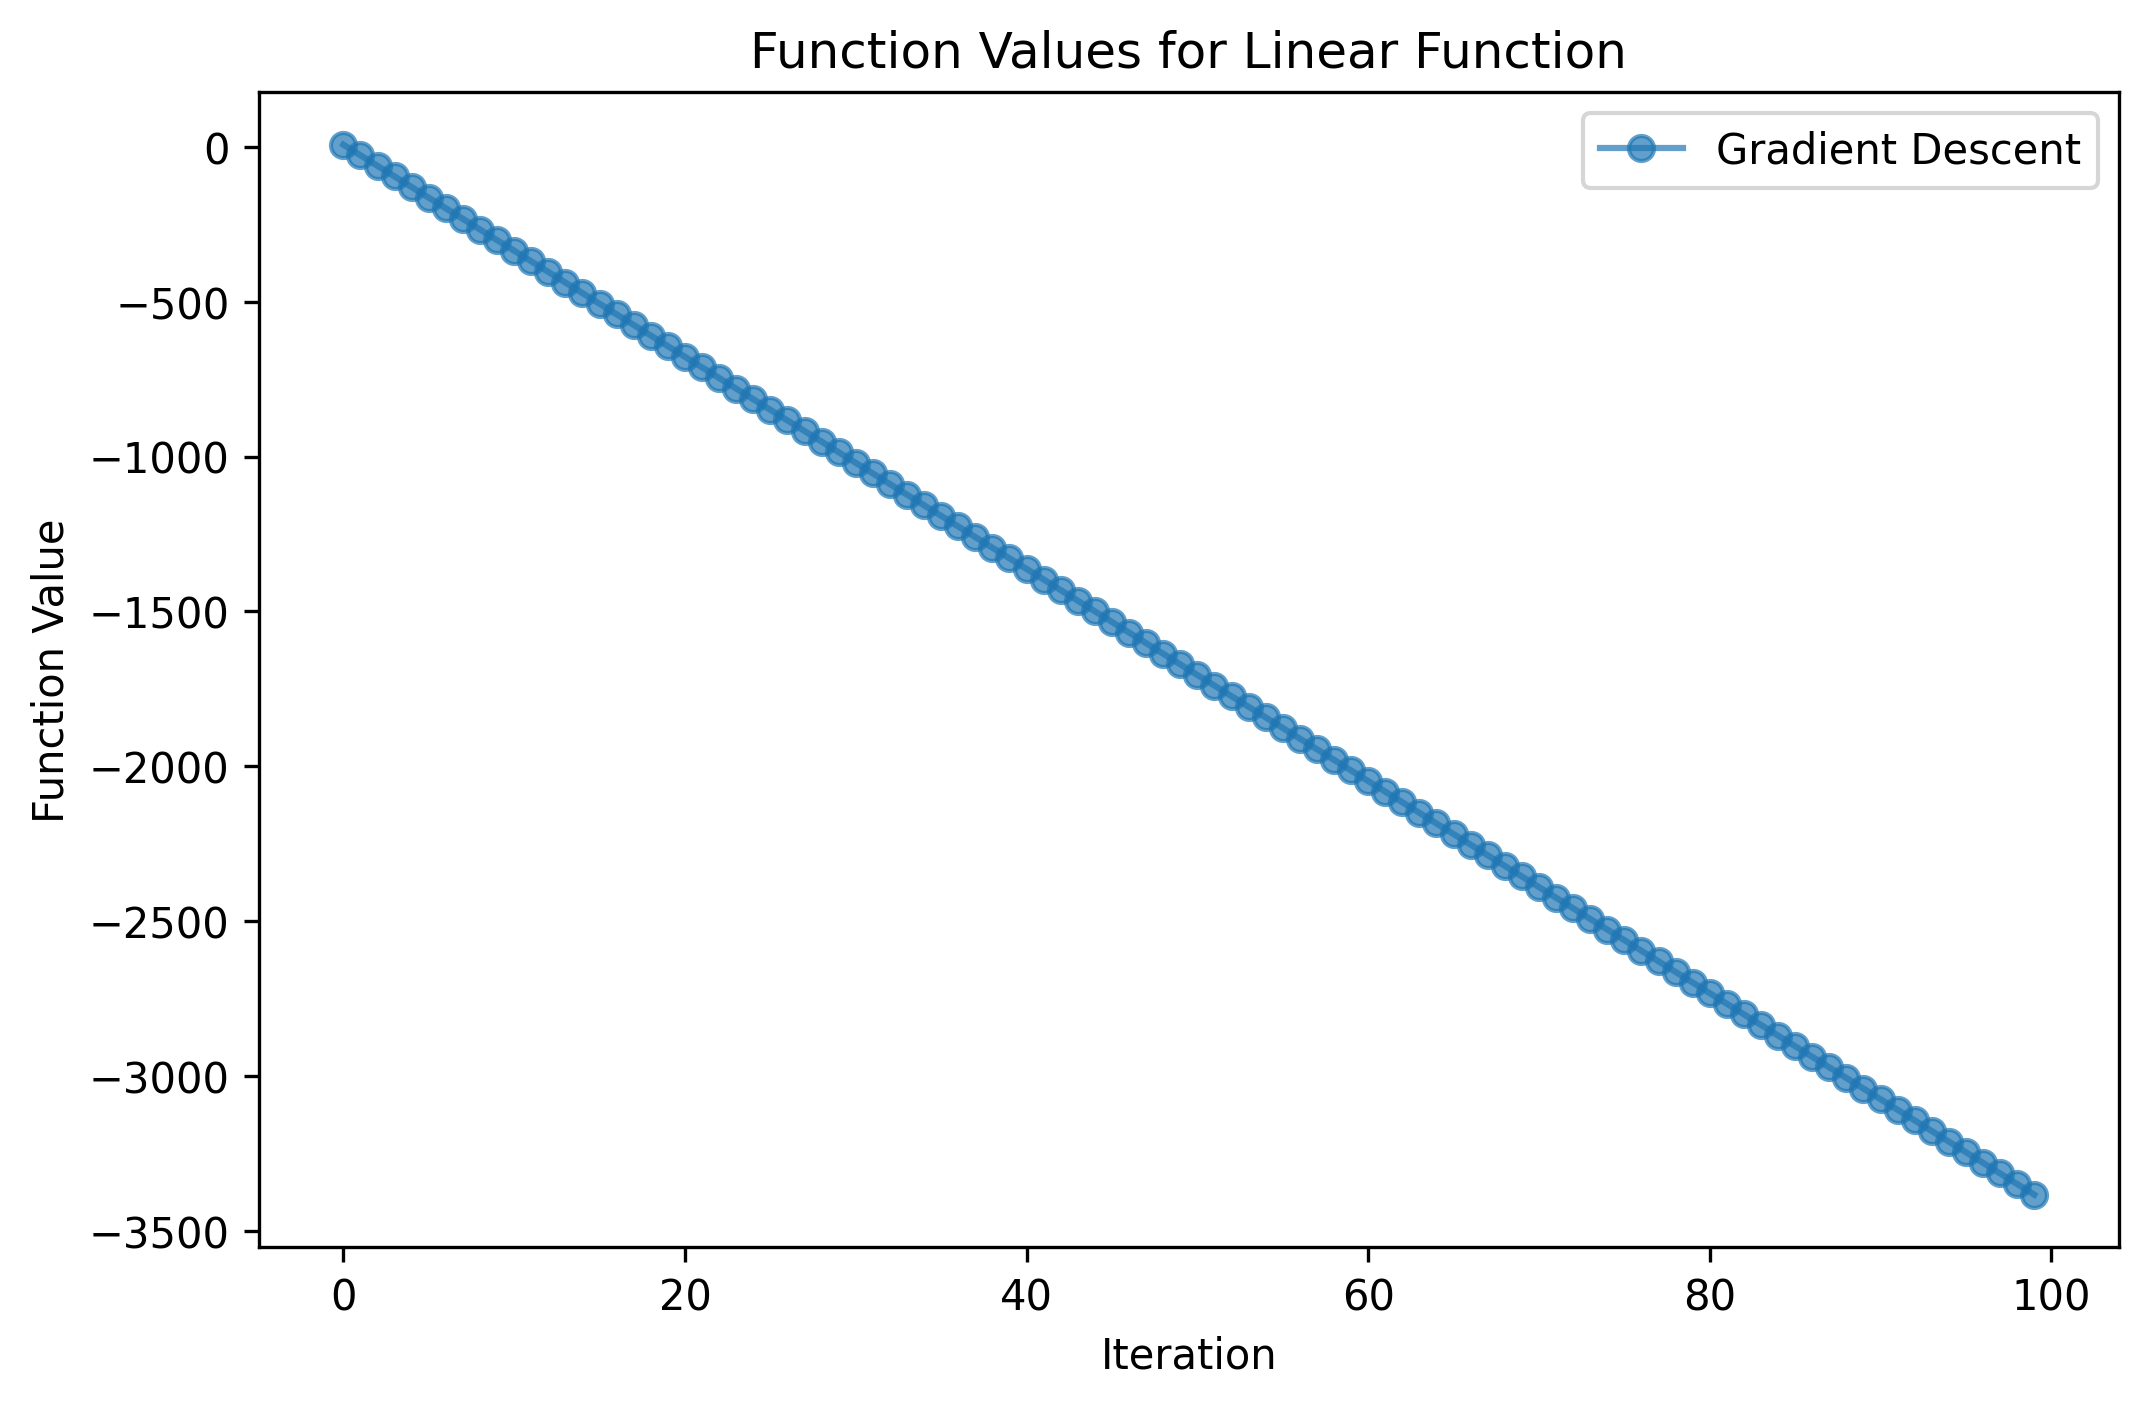 Function Values for Linear Function
Gradient Descent
Function Value
0
−500
−1000
−1500
−2000
−2500
−3000
−3500
0 20 40 60 80 100
Iteration